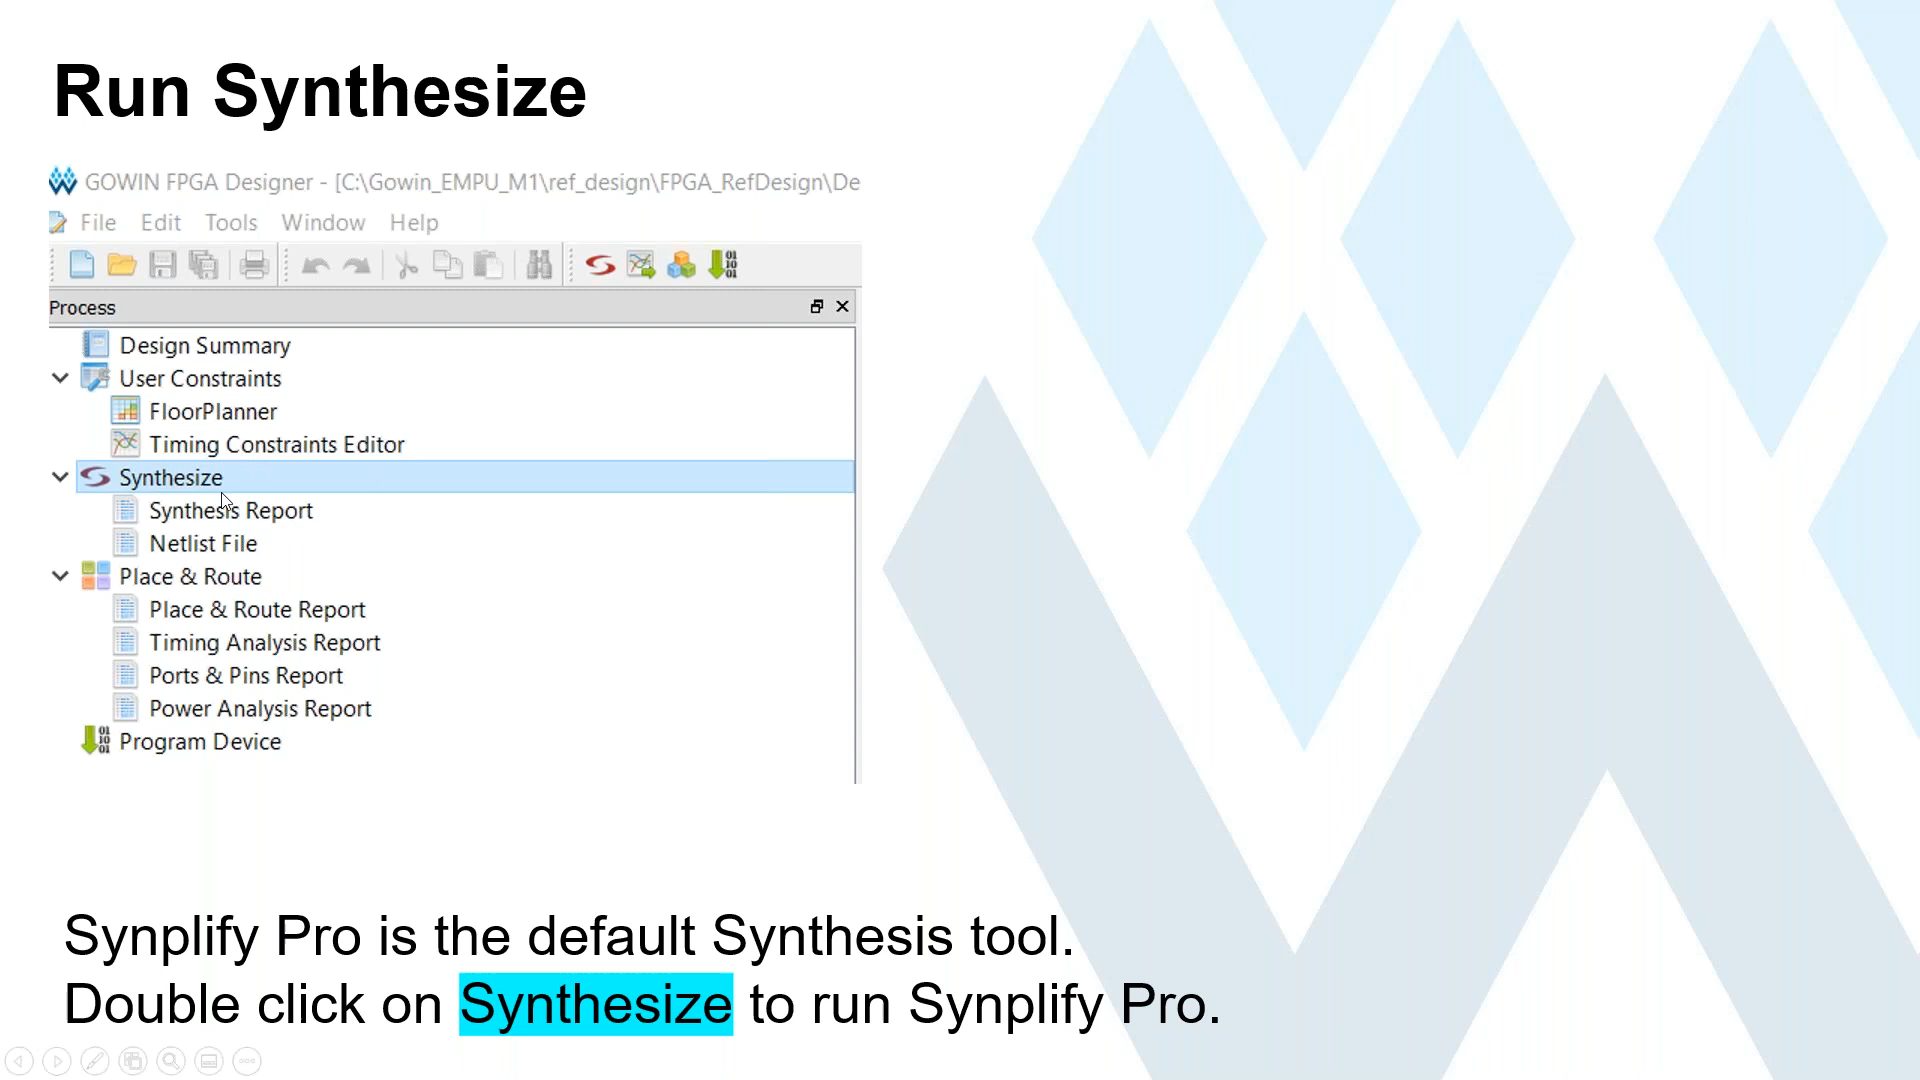 Run Synthesize
GOWIN FPGA Designer - [C:\Gowin_EMPU_M1\ref_design\FPGA_RefDesign\De
File Edit Tools Window Help
Process
Design Summary
User Constraints
FloorPlanner
Timing Constraints Editor
Synthesize
Synthesis Report
Netlist File
Place & Route
Place & Route Report
Timing Analysis Report
Ports & Pins Report
Power Analysis Report
Program Device
Synplify Pro is the default Synthesis tool.
Double click on Synthesize to run Synplify Pro.